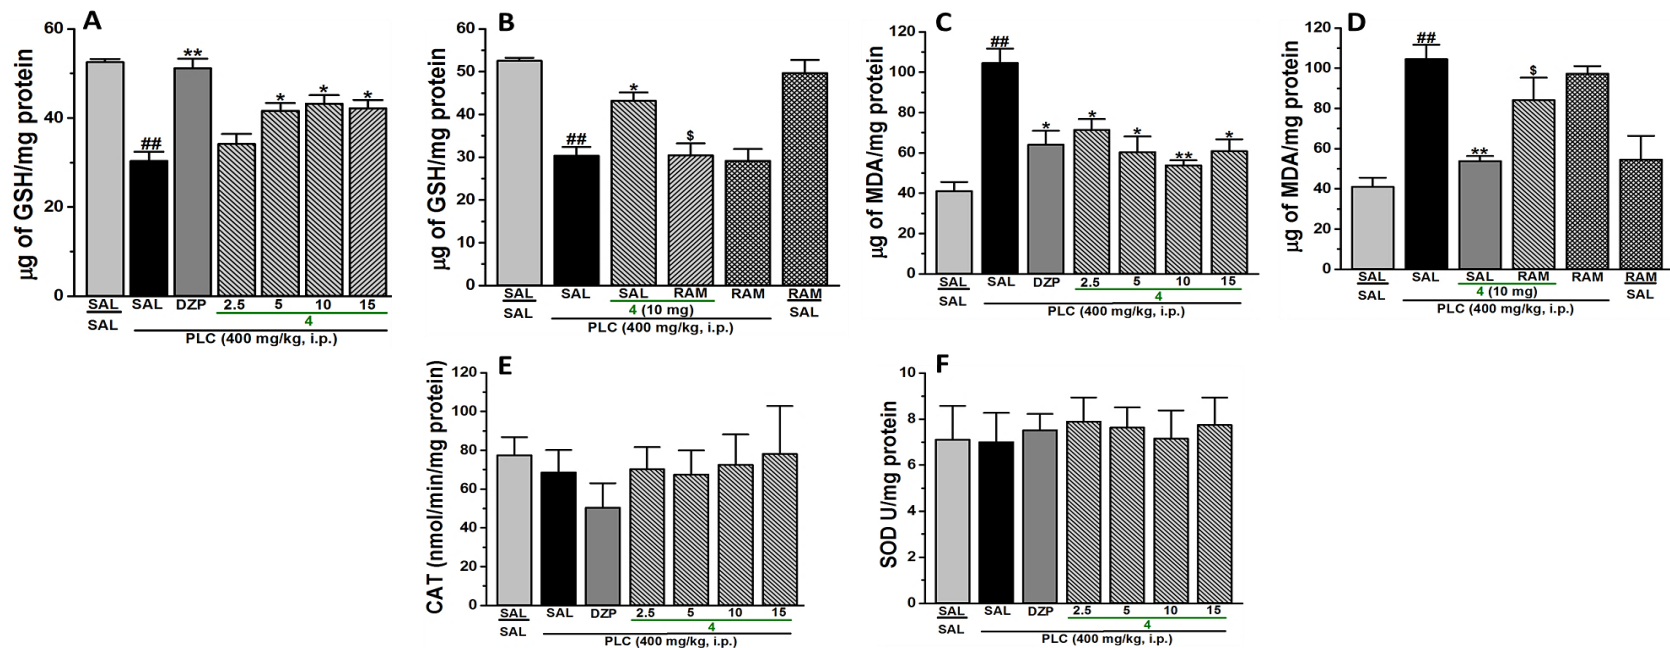 A
μg of GSH/mg protein
60
40
20
0
##
**
*
*
*
SAL
SAL
SAL
DZP
2.5
5
10
15
4
PLC (400 mg/kg, i.p.)
B
μg of GSH/mg protein
60
50
40
30
20
10
0
##
*
$
SAL
SAL
SAL
SAL
RAM
RAM
RAM
SAL
4 (10 mg)
PLC (400 mg/kg, i.p.)
C
μg of MDA/mg protein
120
100
80
60
40
20
0
##
*
*
*
**
*
SAL
SAL
SAL
DZP
2.5
5
10
15
4
PLC (400 mg/kg, i.p.)
D
μg of MDA/mg protein
120
100
80
60
40
20
0
##
**
$
SAL
SAL
SAL
SAL
RAM
RAM
RAM
SAL
4 (10 mg)
PLC (400 mg/kg, i.p.)
E
CAT (nmol/min/mg protein)
120
100
80
60
40
20
0
SAL
SAL
SAL
DZP
2.5
5
10
15
4
PLC (400 mg/kg, i.p.)
F
SOD U/mg protein
10
8
6
4
2
0
SAL
SAL
SAL
DZP
2.5
5
10
15
4
PLC (400 mg/kg, i.p.)